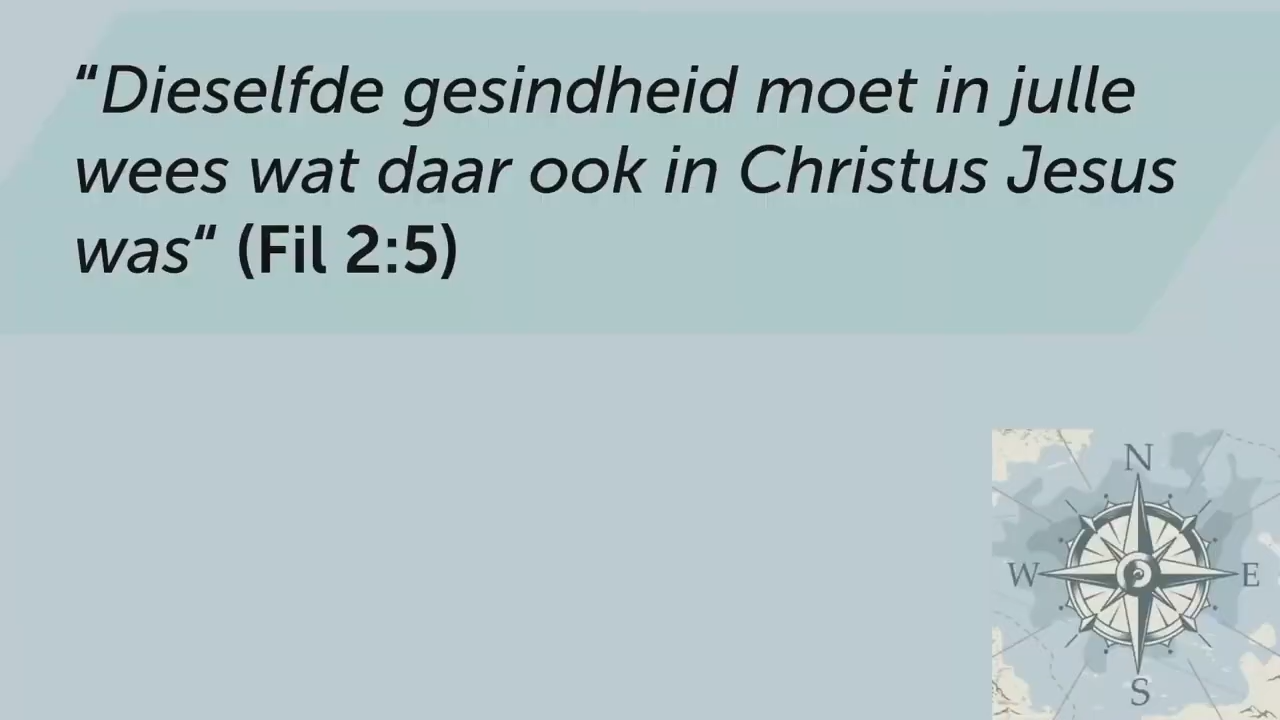 “Dieselfde gesindheid moet in julle
wees wat daar ook in Christus Jesus
was“ (Fil 2:5)
N
W E
S